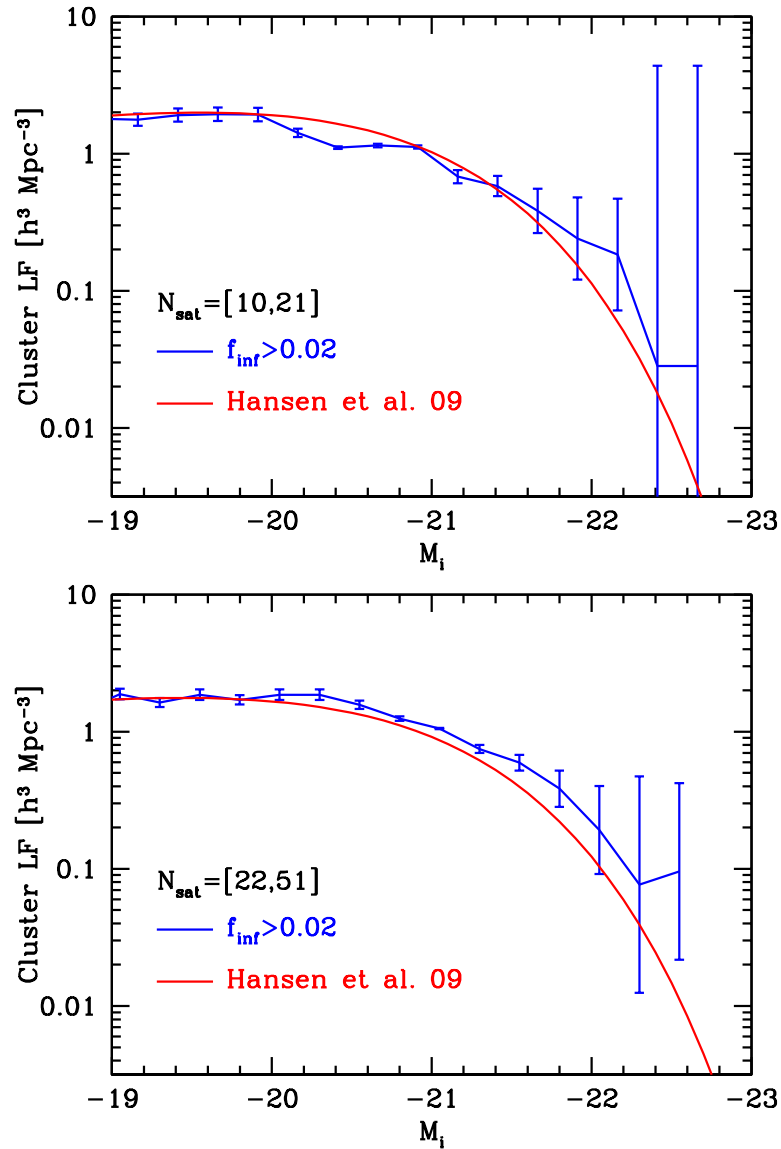 10
1
0.1
0.01
Cluster LF [h³ Mpc⁻³]
N_sat=[10,21]
f_inf>0.02
Hansen et al. 09
−19 −20 −21 −22 −23
M_i
10
1
0.1
0.01
Cluster LF [h³ Mpc⁻³]
N_sat=[22,51]
f_inf>0.02
Hansen et al. 09
−19 −20 −21 −22 −23
M_i